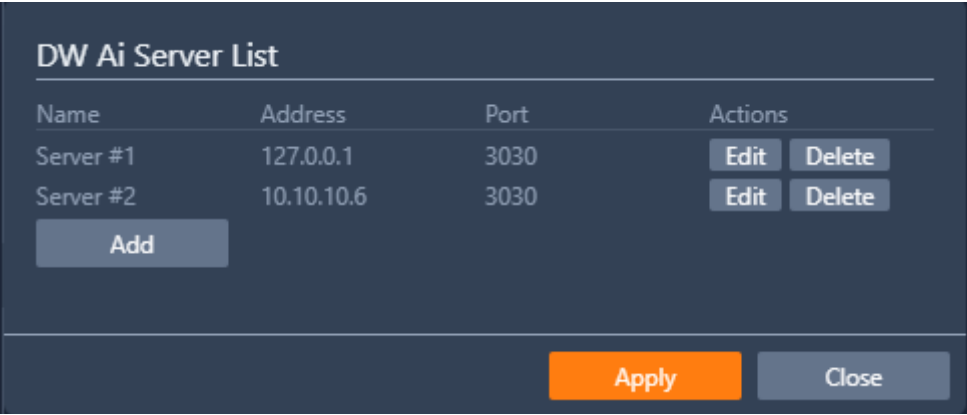 DW Ai Server List
Name Address Port Actions
Server #1 127.0.0.1 3030 Edit Delete
Server #2 10.10.10.6 3030 Edit Delete
Add
Apply Close